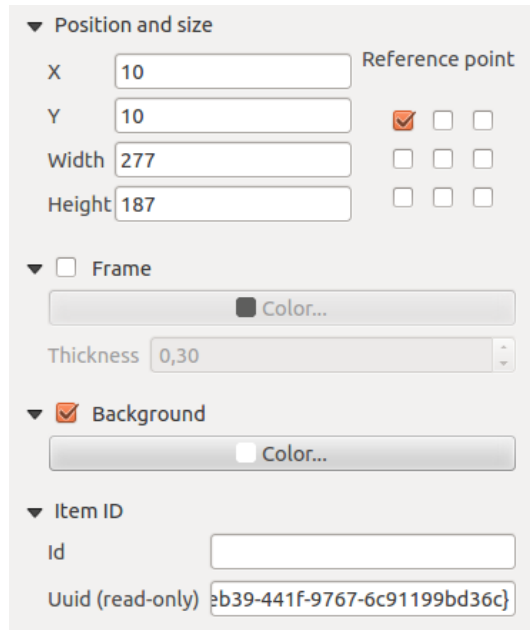 Position and size
Reference point
X 10
Y 10
Width 277
Height 187
Frame
Color...
Thickness 0,30
Background
Color...
Item ID
Id
Uuid (read-only) eb39-441f-9767-6c91199bd36c}